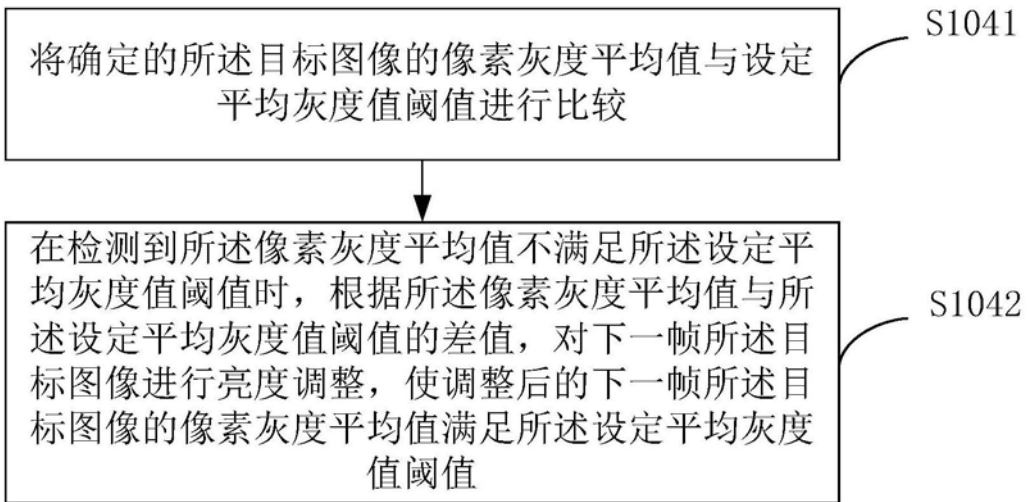 将确定的所述目标图像的像素灰度平均值与设定
平均灰度值阈值进行比较
S1041
在检测到所述像素灰度平均值不满足所述设定平
均灰度值阈值时，根据所述像素灰度平均值与所
述设定平均灰度值阈值的差值，对下一帧所述目
标图像进行亮度调整，使调整后的下一帧所述目
标图像的像素灰度平均值满足所述设定平均灰度
值阈值
S1042